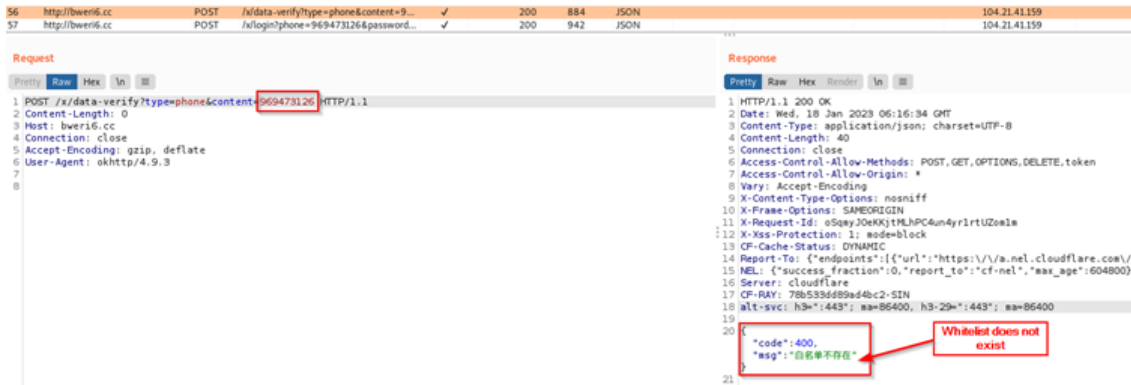 56 http://bweri6.cc POST /x/data-verify?type=phone&content=9... ✓ 200 884 JSON 104.21.41.159
57 http://bweri6.cc POST /x/login?phone=969473126&password... ✓ 200 942 JSON 104.21.41.159
Request
Pretty Raw Hex \n
1 POST /x/data-verify?type=phone&content=969473126 HTTP/1.1
2 Content-Length: 0
3 Host: bweri6.cc
4 Connection: close
5 Accept-Encoding: gzip, deflate
6 User-Agent: okhttp/4.9.3
7
8
Response
Pretty Raw Hex Render \n
1 HTTP/1.1 200 OK
2 Date: Wed, 18 Jan 2023 06:16:34 GMT
3 Content-Type: application/json; charset=UTF-8
4 Content-Length: 40
5 Connection: close
6 Access-Control-Allow-Methods: POST,GET,OPTIONS,DELETE,token
7 Access-Control-Allow-Origin: *
8 Vary: Accept-Encoding
9 X-Content-Type-Options: nosniff
10 X-Frame-Options: SAMEORIGIN
11 X-Request-Id: oSqmyJOeKKjtMLhPC4un4yr1rtUZom1m
12 X-Xss-Protection: 1; mode=block
13 CF-Cache-Status: DYNAMIC
14 Report-To: {"endpoints":[{"url":"https:\/\/a.nel.cloudflare.com\/
15 NEL: {"success_fraction":0,"report_to":"cf-nel","max_age":604800}
16 Server: cloudflare
17 CF-RAY: 78b533dd89ad4bc2-SIN
18 alt-svc: h3=":443"; ma=86400, h3-29=":443"; ma=86400
19
20 {
"code":400,
"msg":"白名单不存在"
}
21
Whitelist does not
exist